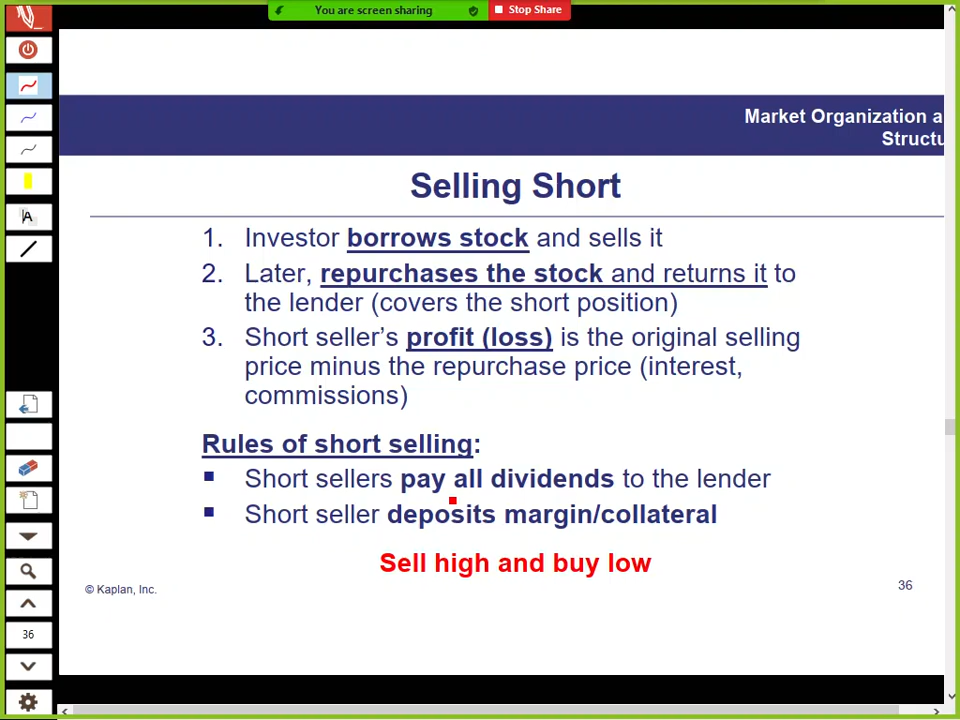 You are screen sharing
Stop Share
Market Organization a
Structu
Selling Short
1. Investor borrows stock and sells it
2. Later, repurchases the stock and returns it to
the lender (covers the short position)
3. Short seller’s profit (loss) is the original selling
price minus the repurchase price (interest,
commissions)
Rules of short selling:
▪ Short sellers pay all dividends to the lender
▪ Short seller deposits margin/collateral
Sell high and buy low
© Kaplan, Inc.
36
A
36